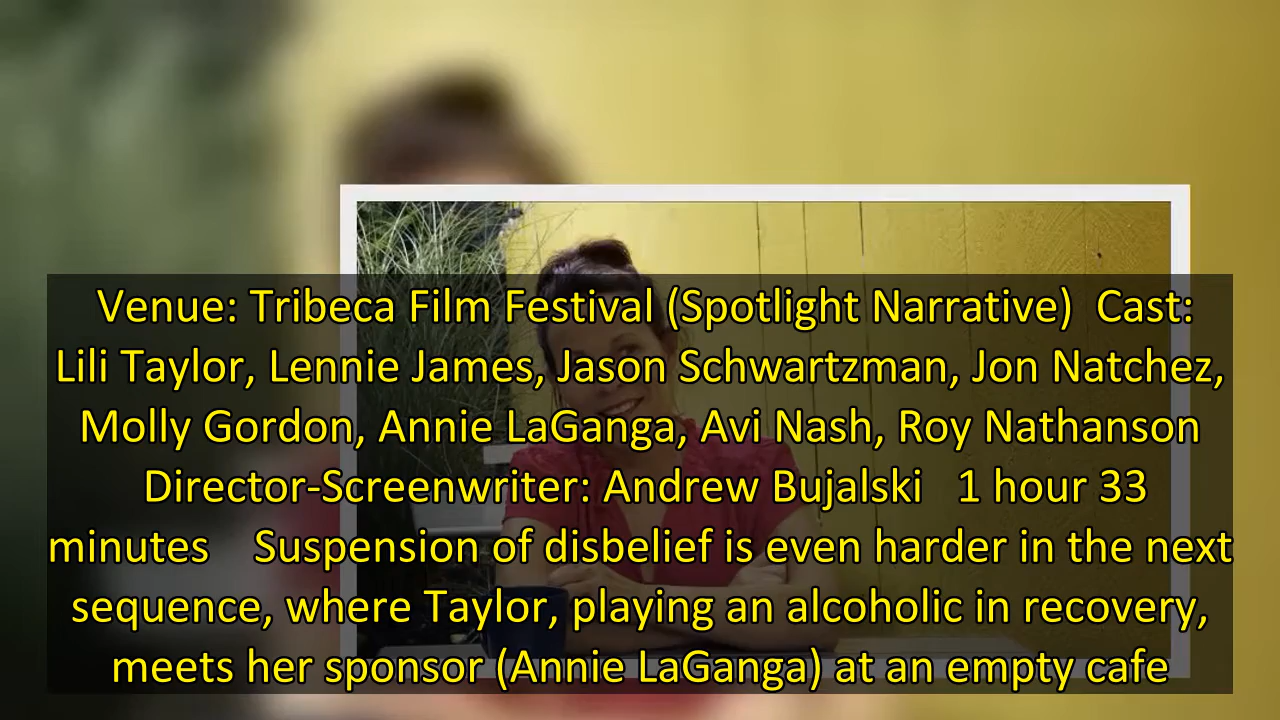 Venue: Tribeca Film Festival (Spotlight Narrative)  Cast:
Lili Taylor, Lennie James, Jason Schwartzman, Jon Natchez,
Molly Gordon, Annie LaGanga, Avi Nash, Roy Nathanson
Director-Screenwriter: Andrew Bujalski   1 hour 33
minutes    Suspension of disbelief is even harder in the next
sequence, where Taylor, playing an alcoholic in recovery,
meets her sponsor (Annie LaGanga) at an empty cafe